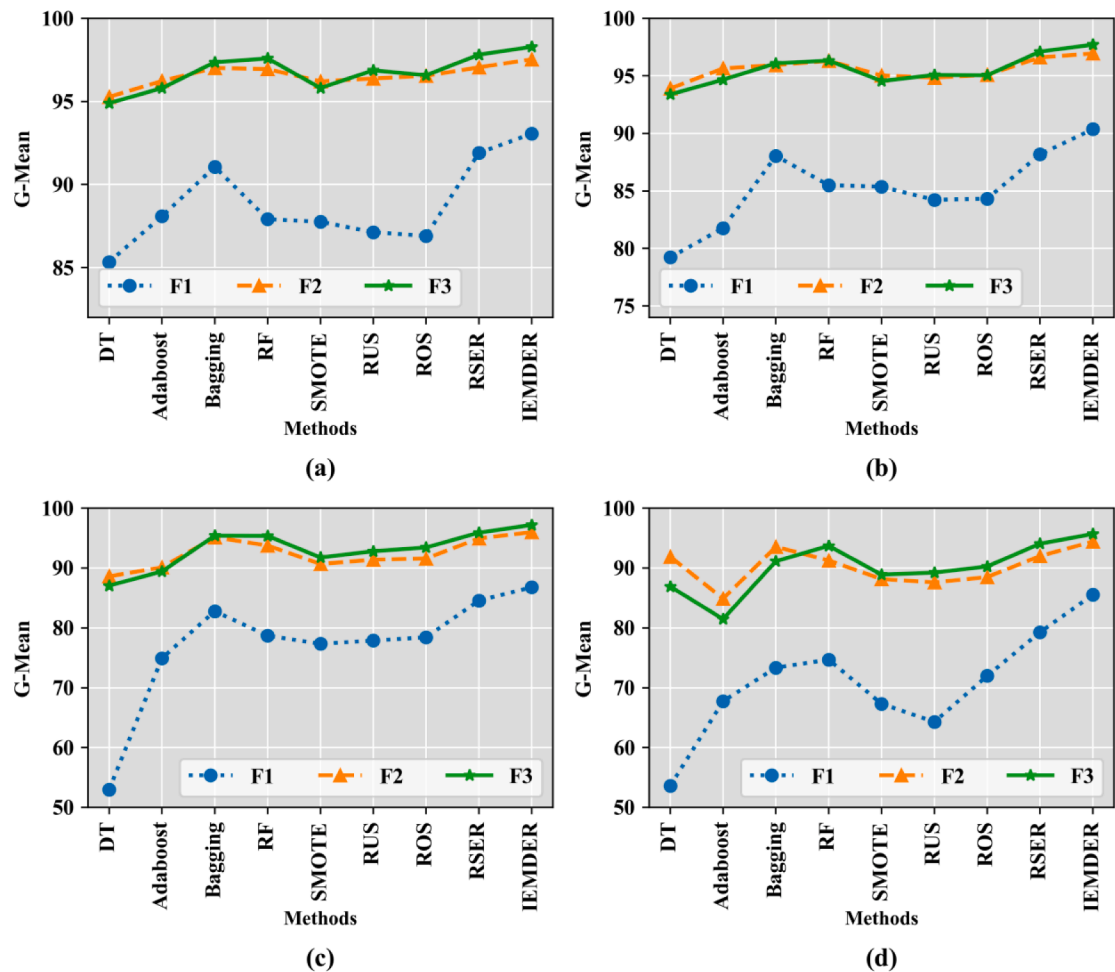 100
95
90
85
G-Mean
F1 F2 F3
DT Adaboost Bagging RF SMOTE RUS ROS RSER IEMDER
Methods
(a)
100
95
90
85
80
75
G-Mean
F1 F2 F3
DT Adaboost Bagging RF SMOTE RUS ROS RSER IEMDER
Methods
(b)
100
90
80
70
60
50
G-Mean
F1 F2 F3
DT Adaboost Bagging RF SMOTE RUS ROS RSER IEMDER
Methods
(c)
100
90
80
70
60
50
G-Mean
F1 F2 F3
DT Adaboost Bagging RF SMOTE RUS ROS RSER IEMDER
Methods
(d)